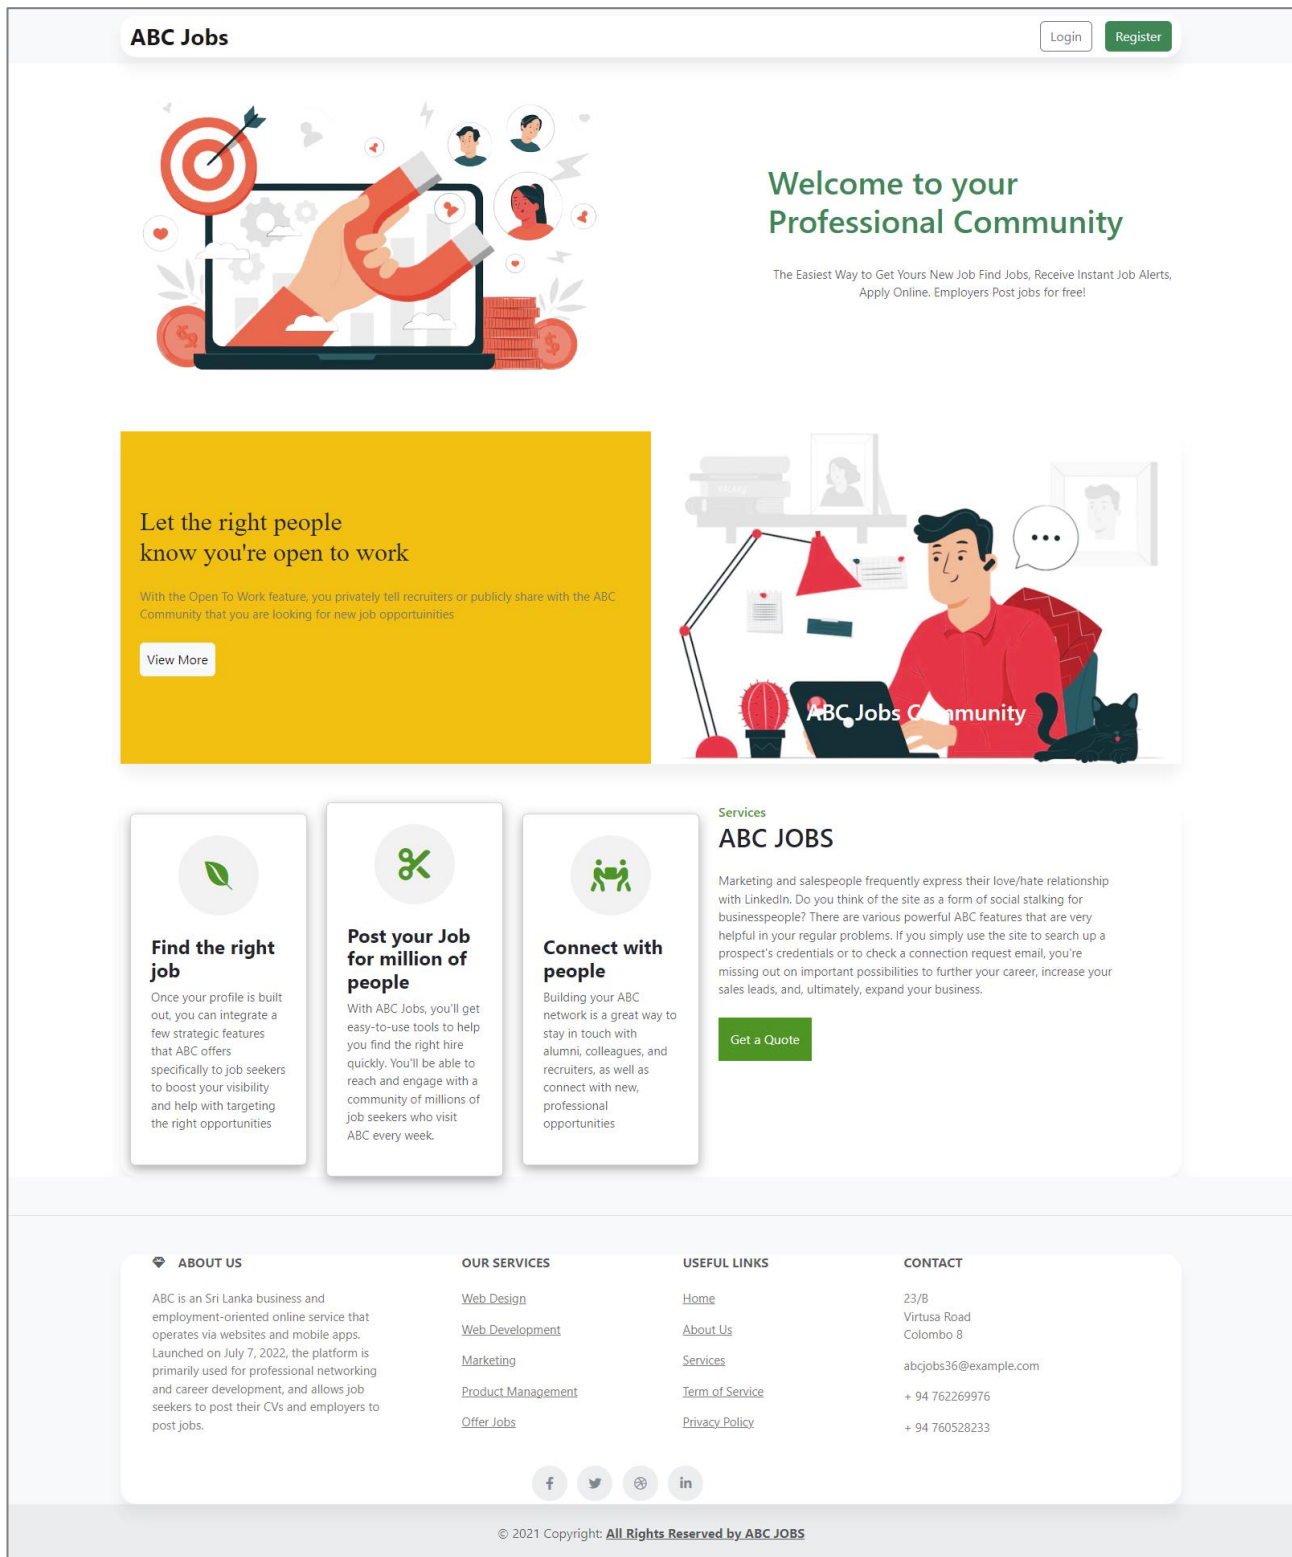 ABC Jobs
Login
Register
Welcome to your
Professional Community
The Easiest Way to Get Yours New Job Find Jobs, Receive Instant Job Alerts,
Apply Online. Employers Post jobs for free!
Let the right people
know you're open to work
With the Open To Work feature, you privately tell recruiters or publicly share with the ABC
Community that you are looking for new job opportuinities
View More
ABC Jobs Community
Find the right
job
Once your profile is built
out, you can integrate a
few strategic features
that ABC offers
specifically to job seekers
to boost your visibility
and help with targeting
the right opportunities
Post your Job
for million of
people
With ABC Jobs, you'll get
easy-to-use tools to help
you find the right hire
quickly. You'll be able to
reach and engage with a
community of millions of
job seekers who visit
ABC every week.
Connect with
people
Building your ABC
network is a great way to
stay in touch with
alumni, colleagues, and
recruiters, as well as
connect with new,
professional
opportunities
Services
ABC JOBS
Marketing and salespeople frequently express their love/hate relationship
with LinkedIn. Do you think of the site as a form of social stalking for
businesspeople? There are various powerful ABC features that are very
helpful in your regular problems. If you simply use the site to search up a
prospect's credentials or to check a connection request email, you're
missing out on important possibilities to further your career, increase your
sales leads, and, ultimately, expand your business.
Get a Quote
ABOUT US
ABC is an Sri Lanka business and
employment-oriented online service that
operates via websites and mobile apps.
Launched on July 7, 2022, the platform is
primarily used for professional networking
and career development, and allows job
seekers to post their CVs and employers to
post jobs.
OUR SERVICES
Web Design
Web Development
Marketing
Product Management
Offer Jobs
USEFUL LINKS
Home
About Us
Services
Term of Service
Privacy Policy
CONTACT
23/B
Virtusa Road
Colombo 8
abcjobs36@example.com
+ 94 762269976
+ 94 760528233
© 2021 Copyright: All Rights Reserved by ABC JOBS